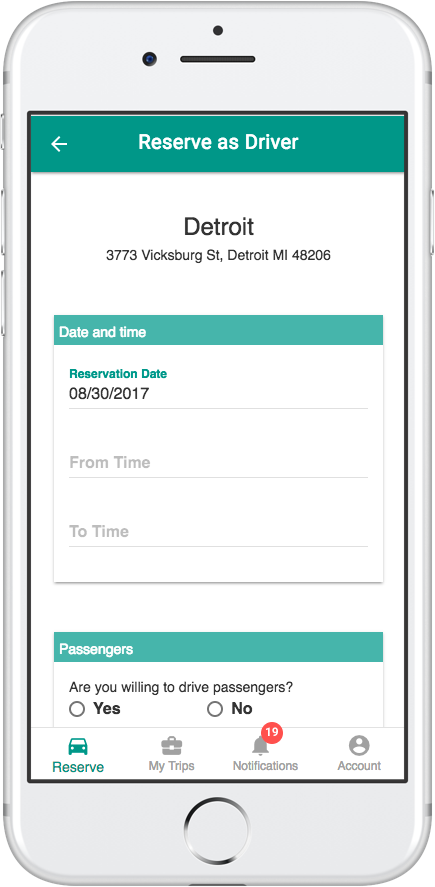 Reserve as Driver
Detroit
3773 Vicksburg St, Detroit MI 48206
Date and time
Reservation Date
08/30/2017
From Time
To Time
Passengers
Are you willing to drive passengers?
Yes No
19
Reserve My Trips Notifications Account